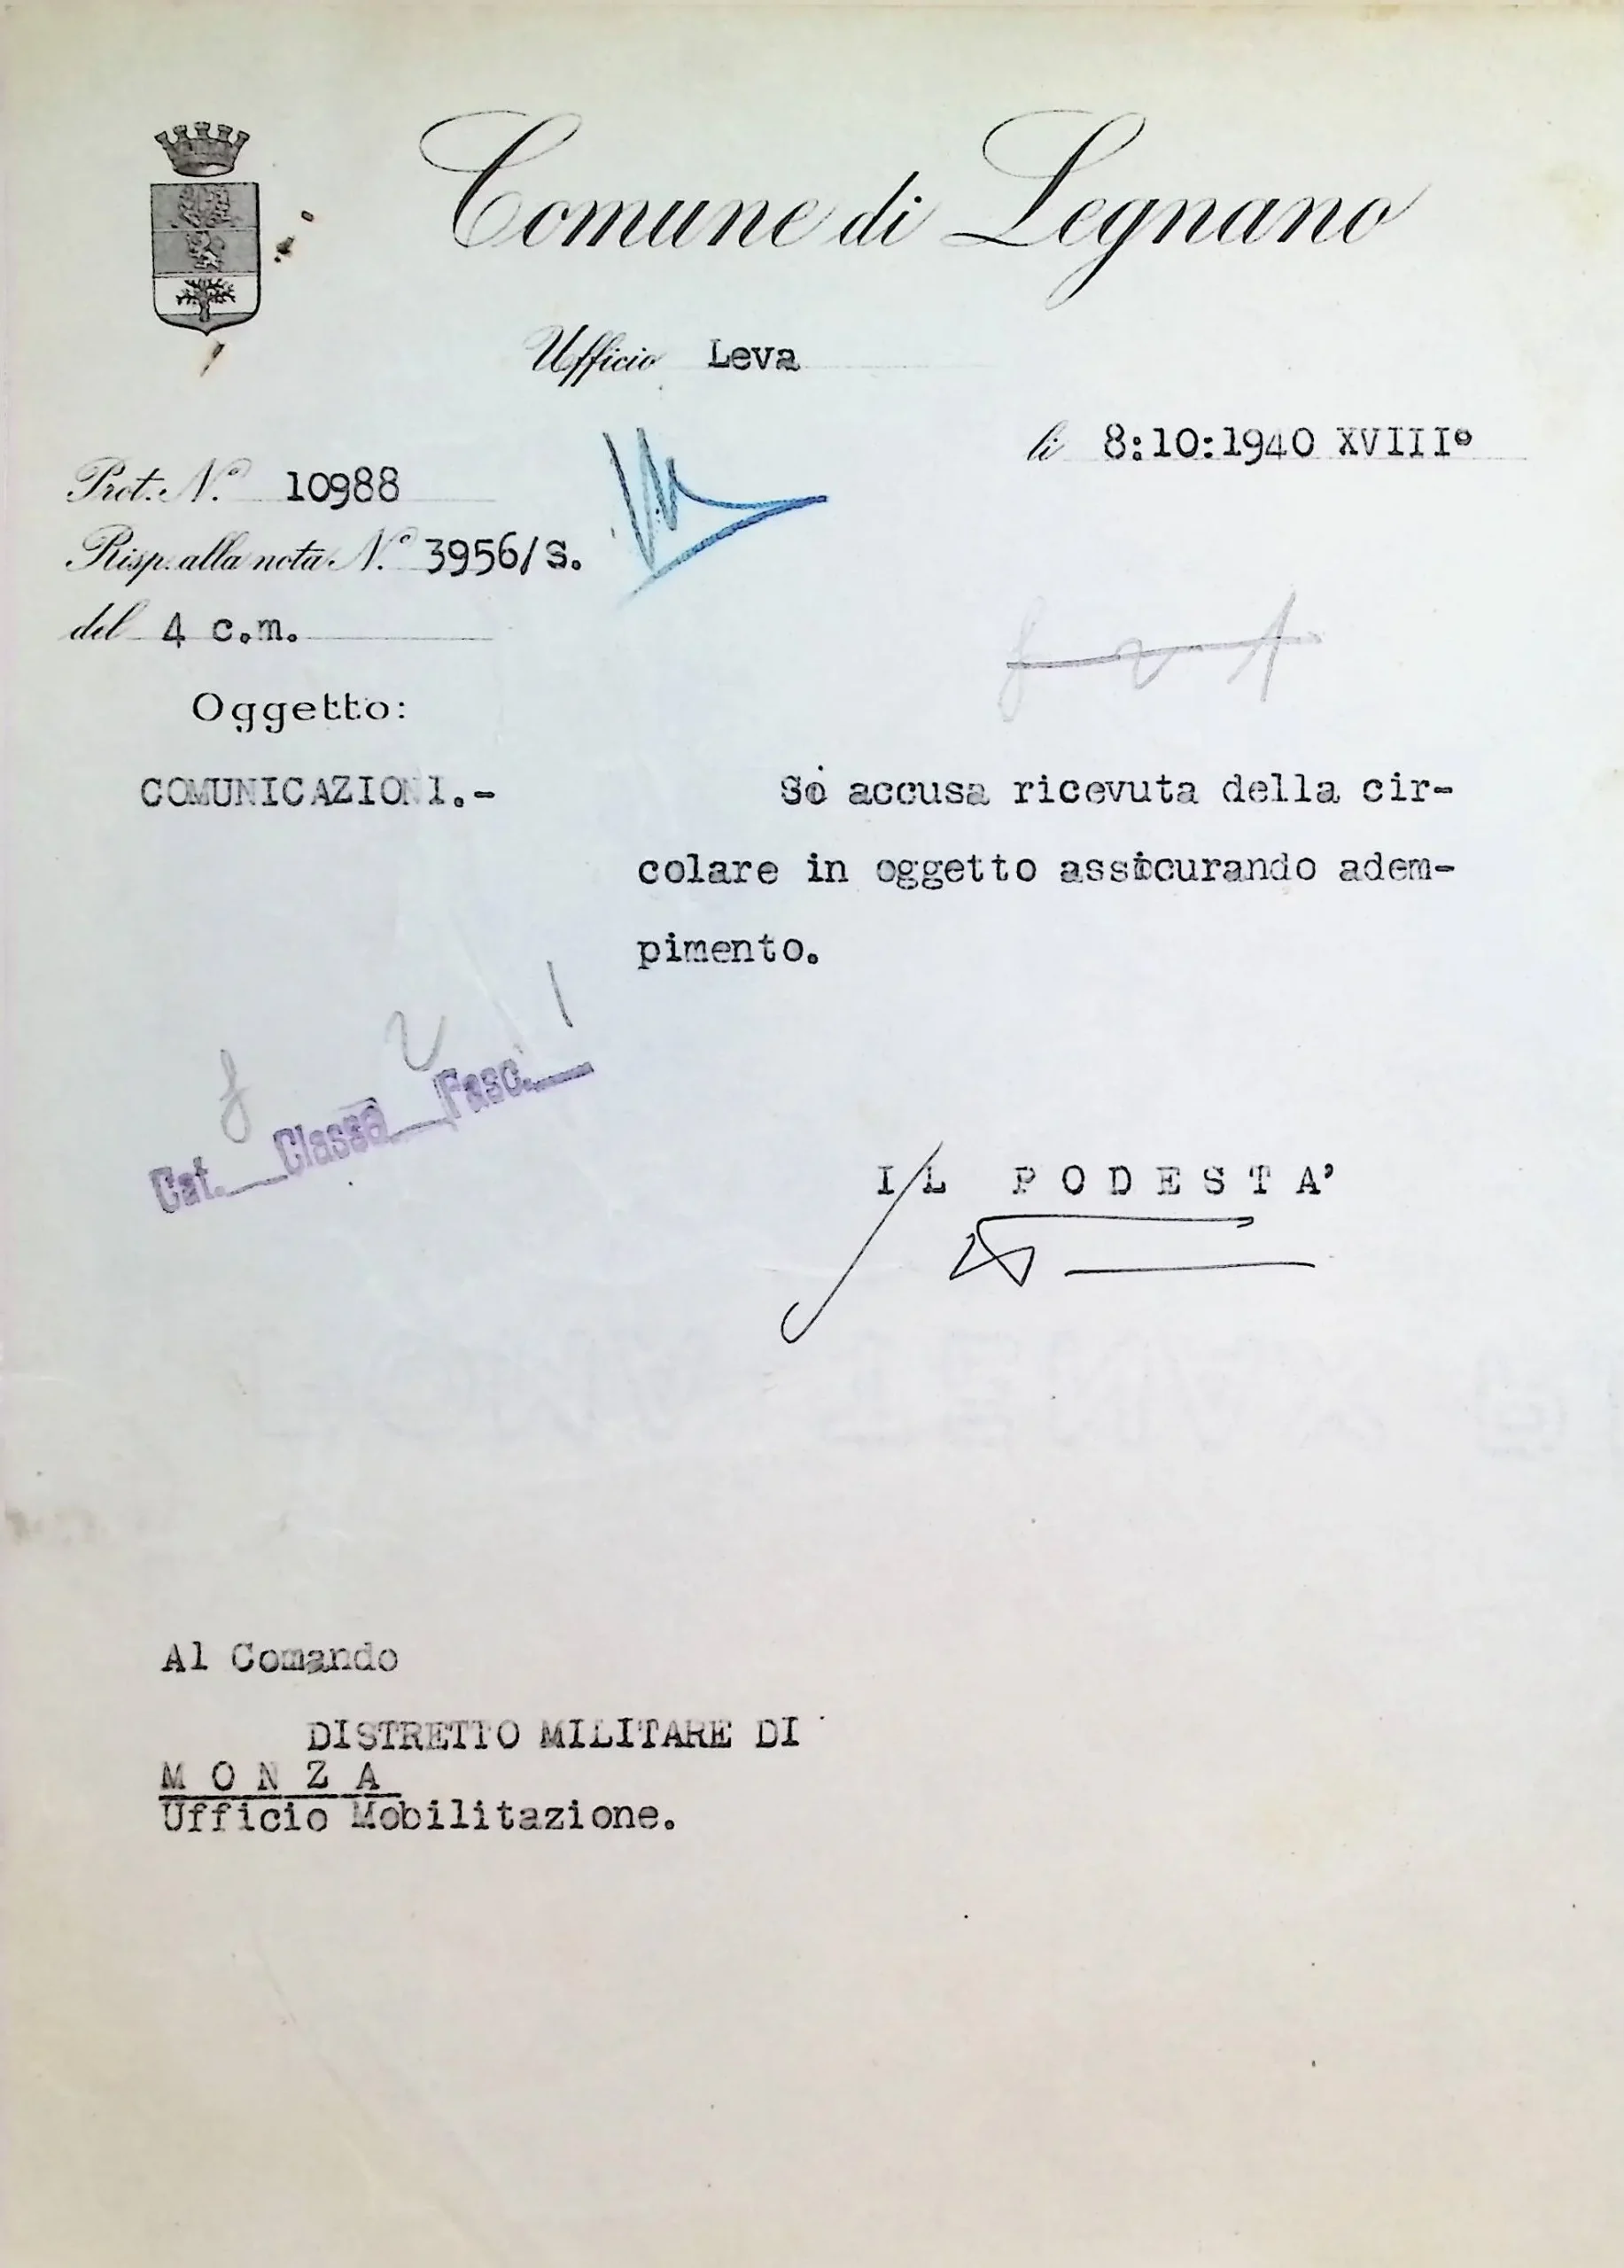 Comune di Legnano
Ufficio Leva
li 8:10:1940 XVIII°
Prot. N.° 10988
Risp. alla nota N.° 3956/S.
del 4 c.m.
Oggetto:
COMUNICAZIONI.-
Si accusa ricevuta della cir-
colare in oggetto assicurando adem-
pimento.
Cat. Classe Fasc.
IL PODESTA'
Al Comando
DISTRETTO MILITARE DI
MONZA
Ufficio Mobilitazione.